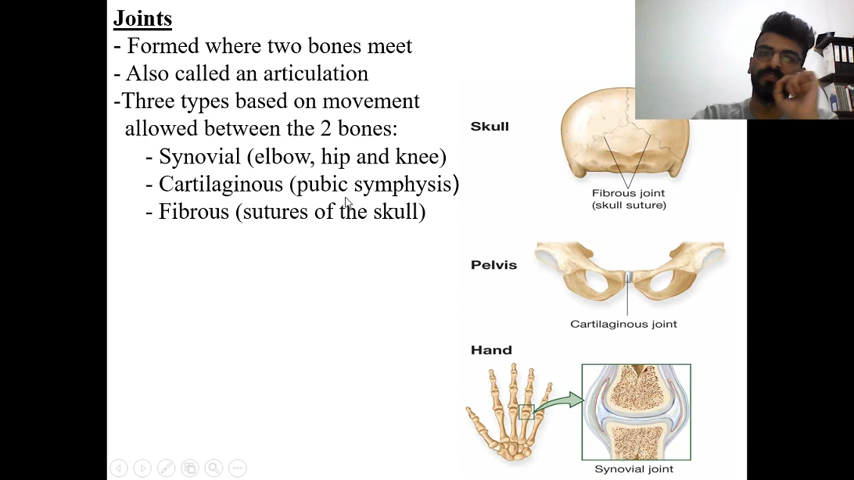 Joints
- Formed where two bones meet
- Also called an articulation
-Three types based on movement
allowed between the 2 bones:
- Synovial (elbow, hip and knee)
- Cartilaginous (pubic symphysis)
- Fibrous (sutures of the skull)
Skull
Fibrous joint
(skull suture)
Pelvis
Cartilaginous joint
Hand
Synovial joint